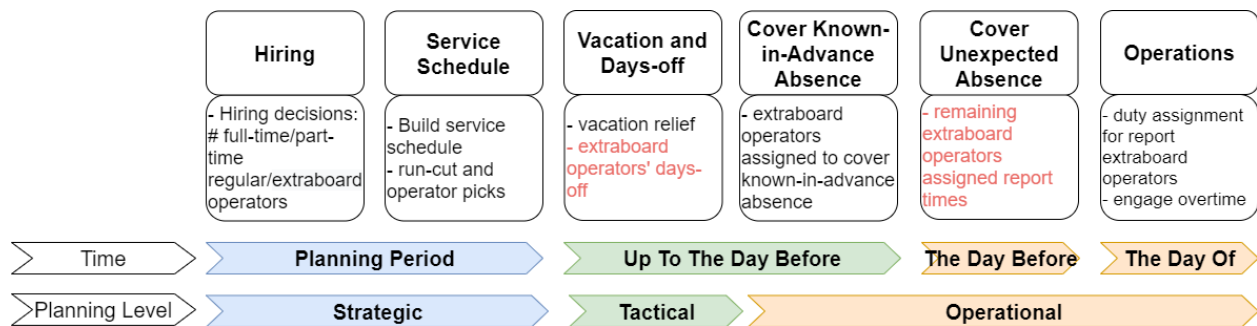 Hiring
Service
Schedule
Vacation and
Days-off
Cover Known-
in-Advance
Absence
Cover
Unexpected
Absence
Operations
- Hiring decisions:
# full-time/part-
time
regular/extraboard
operators
- Build service
schedule
- run-cut and
operator picks
- vacation relief
- extraboard
operators' days-
off
- extraboard
operators
assigned to cover
known-in-advance
absence
- remaining
extraboard
operators
assigned report
times
- duty assignment
for report
extraboard
operators
- engage overtime
Time
Planning Period
Up To The Day Before
The Day Before
The Day Of
Planning Level
Strategic
Tactical
Operational